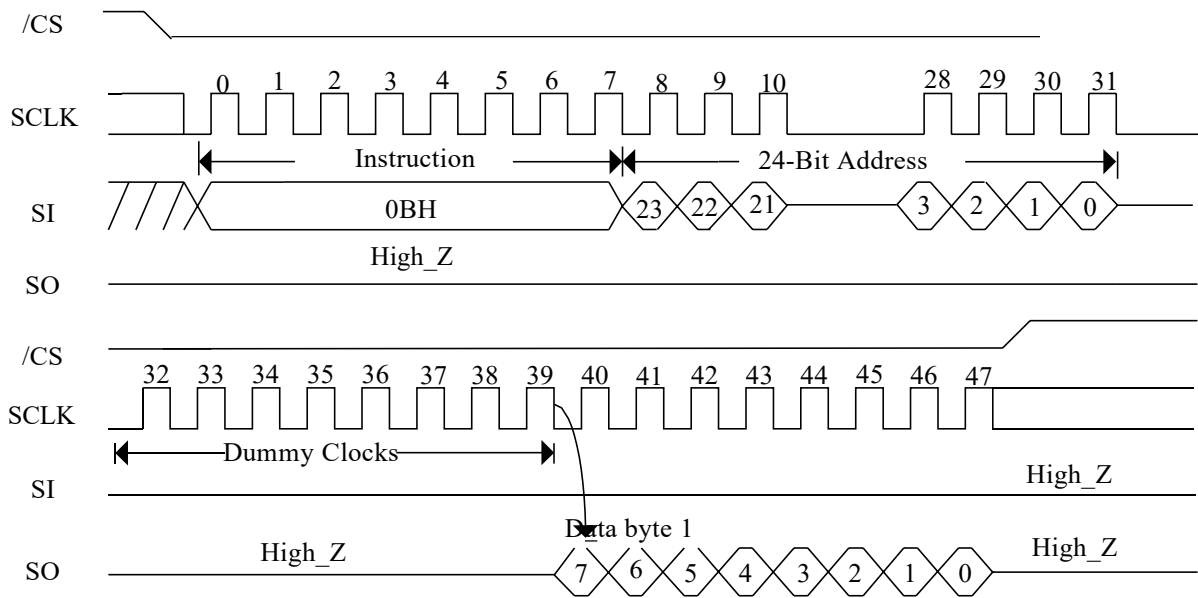 /CS
0 1 2 3 4 5 6 7 8 9 10 28 29 30 31
SCLK
Instruction 24-Bit Address
SI 0BH 23 22 21 3 2 1 0
High_Z
SO
/CS
32 33 34 35 36 37 38 39 40 41 42 43 44 45 46 47
SCLK
Dummy Clocks
SI High_Z
Data byte 1
High_Z High_Z
SO 7 6 5 4 3 2 1 0